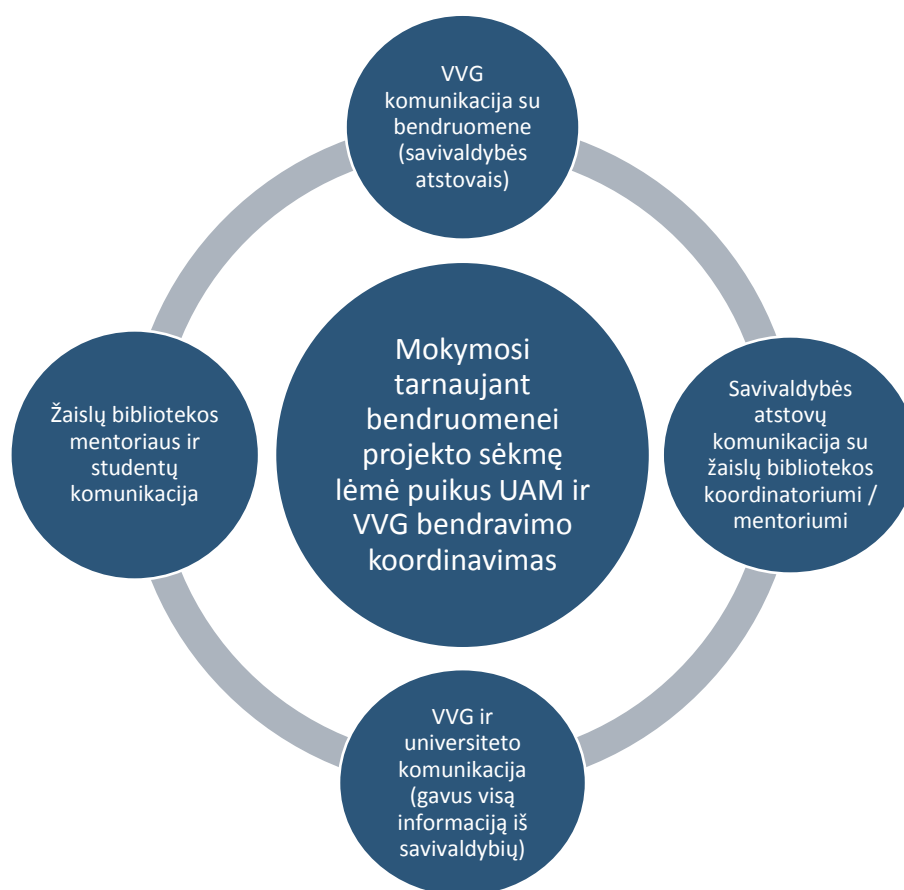 VVG
komunikacija su
bendruomene
(savivaldybės
atstovais)
Mokymosi
tarnaujant
bendruomenei
projekto sėkmę
lėmė puikus UAM ir
VVG bendravimo
koordinavimas
Žaislų bibliotekos
mentoriaus ir
studentų
komunikacija
Savivaldybės
atstovų
komunikacija su
žaislų bibliotekos
koordinatoriumi /
mentoriumi
VVG ir
universiteto
komunikacija
(gavus visą
informaciją iš
savivaldybių)